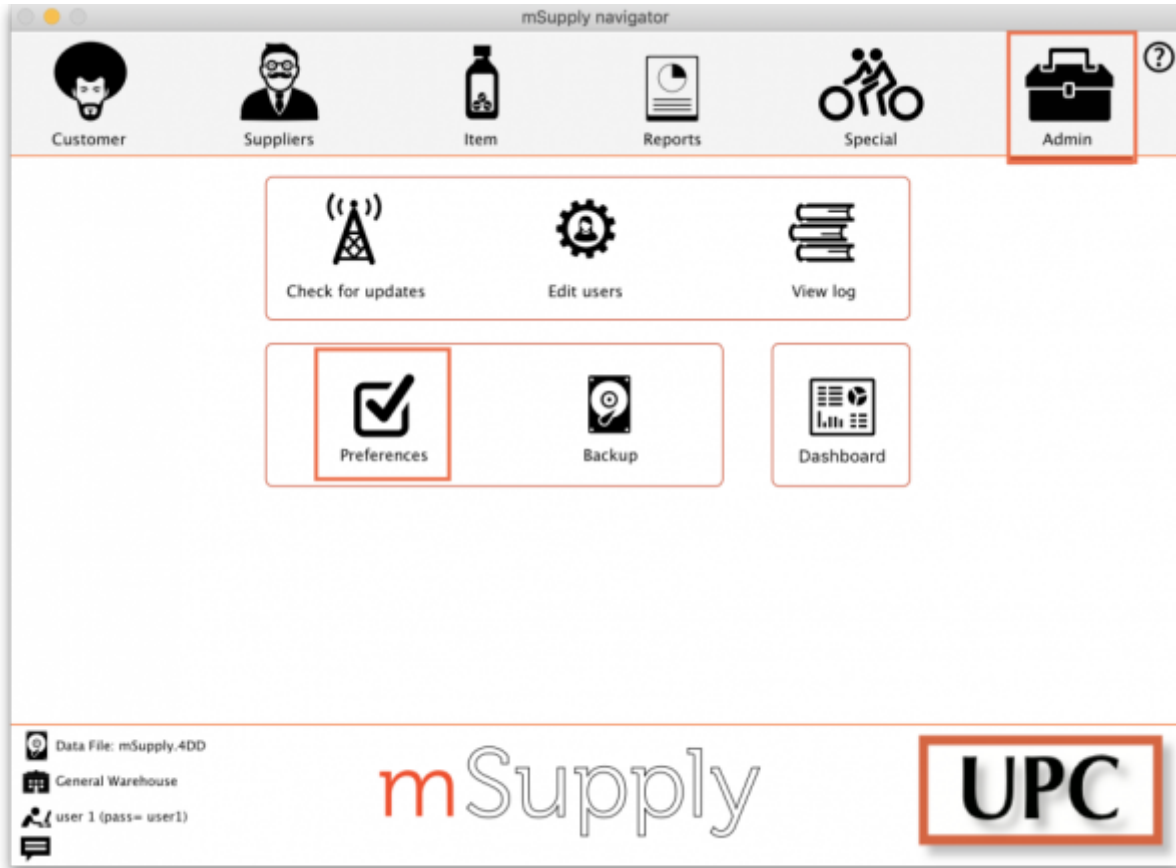 mSupply navigator
Customer
Suppliers
Item
Reports
Special
Admin
?
Check for updates
Edit users
View log
Preferences
Backup
Dashboard
Data File: mSupply.4DD
General Warehouse
user 1 (pass= user1)
mSupply
UPC